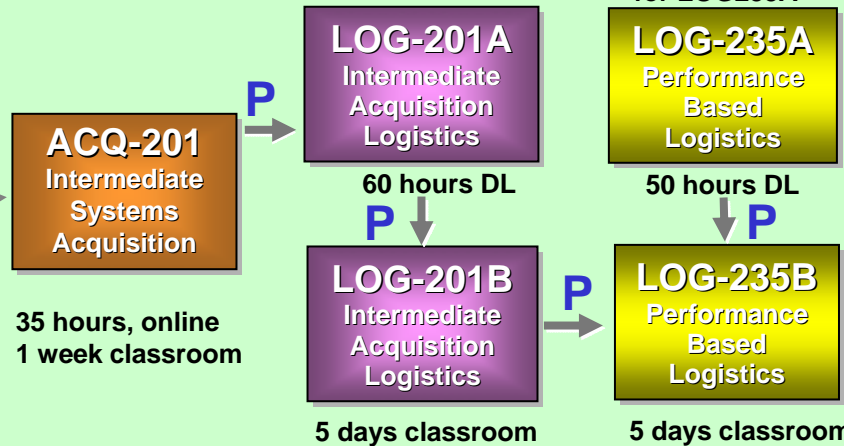 ACQ-201
Intermediate
Systems
Acquisition
35 hours, online
1 week classroom
P
LOG-201A
Intermediate
Acquisition
Logistics
60 hours DL
P
LOG-201B
Intermediate
Acquisition
Logistics
5 days classroom
P
LOG-235A
Performance
Based
Logistics
50 hours DL
P
LOG-235B
Performance
Based
Logistics
5 days classroom